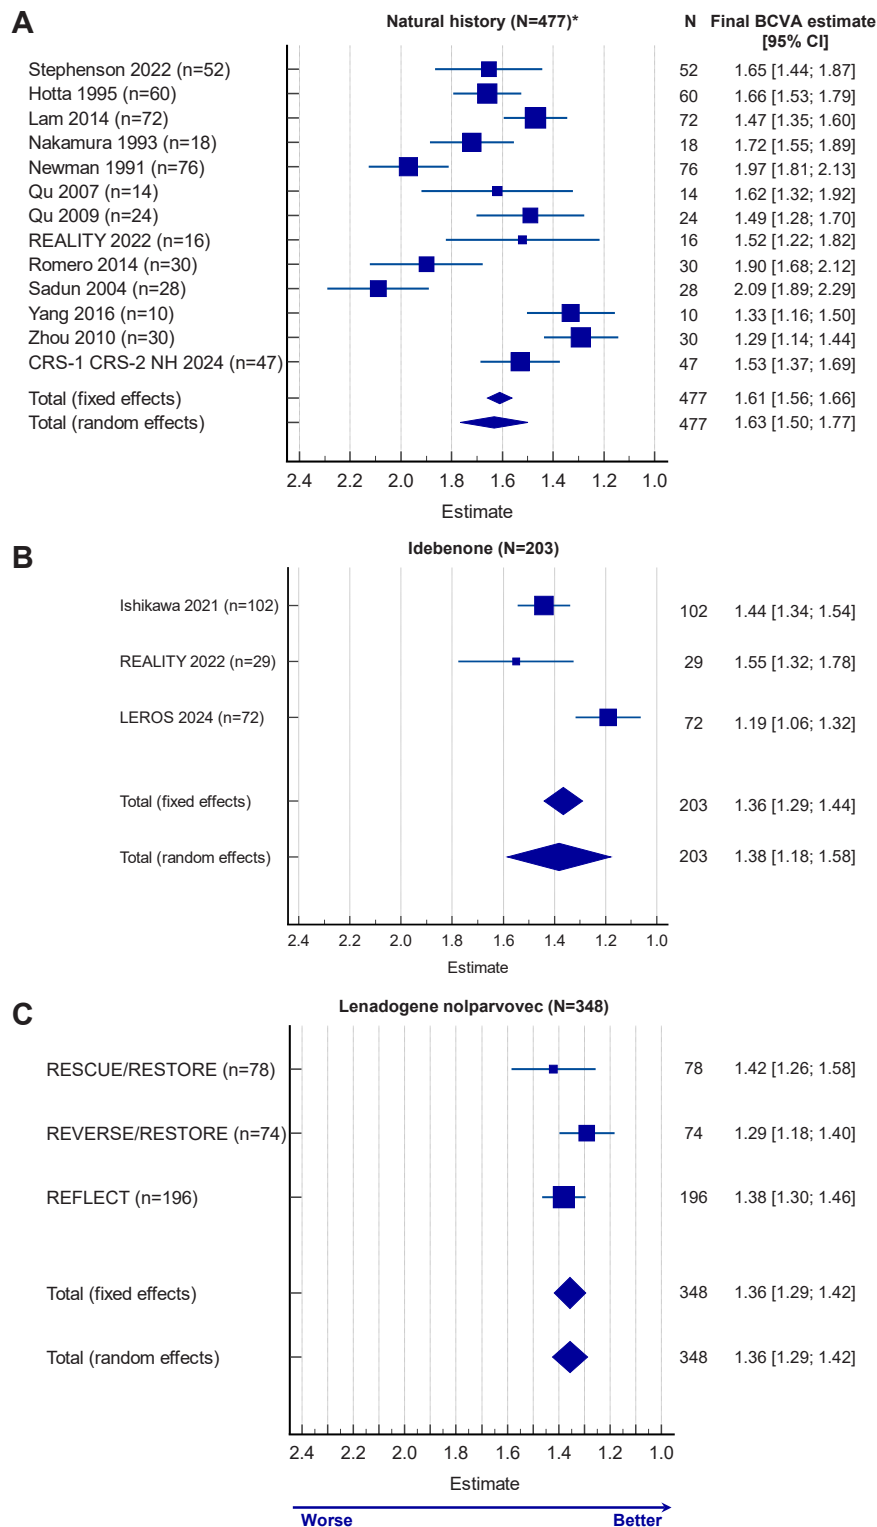 A
Natural history (N=477)* N Final BCVA estimate
[95% CI]
Stephenson 2022 (n=52) 52 1.65 [1.44; 1.87]
Hotta 1995 (n=60) 60 1.66 [1.53; 1.79]
Lam 2014 (n=72) 72 1.47 [1.35; 1.60]
Nakamura 1993 (n=18) 18 1.72 [1.55; 1.89]
Newman 1991 (n=76) 76 1.97 [1.81; 2.13]
Qu 2007 (n=14) 14 1.62 [1.32; 1.92]
Qu 2009 (n=24) 24 1.49 [1.28; 1.70]
REALITY 2022 (n=16) 16 1.52 [1.22; 1.82]
Romero 2014 (n=30) 30 1.90 [1.68; 2.12]
Sadun 2004 (n=28) 28 2.09 [1.89; 2.29]
Yang 2016 (n=10) 10 1.33 [1.16; 1.50]
Zhou 2010 (n=30) 30 1.29 [1.14; 1.44]
CRS-1 CRS-2 NH 2024 (n=47) 47 1.53 [1.37; 1.69]
Total (fixed effects) 477 1.61 [1.56; 1.66]
Total (random effects) 477 1.63 [1.50; 1.77]
2.4 2.2 2.0 1.8 1.6 1.4 1.2 1.0
Estimate
B
Idebenone (N=203)
Ishikawa 2021 (n=102) 102 1.44 [1.34; 1.54]
REALITY 2022 (n=29) 29 1.55 [1.32; 1.78]
LEROS 2024 (n=72) 72 1.19 [1.06; 1.32]
Total (fixed effects) 203 1.36 [1.29; 1.44]
Total (random effects) 203 1.38 [1.18; 1.58]
2.4 2.2 2.0 1.8 1.6 1.4 1.2 1.0
Estimate
C
Lenadogene nolparvovec (N=348)
RESCUE/RESTORE (n=78) 78 1.42 [1.26; 1.58]
REVERSE/RESTORE (n=74) 74 1.29 [1.18; 1.40]
REFLECT (n=196) 196 1.38 [1.30; 1.46]
Total (fixed effects) 348 1.36 [1.29; 1.42]
Total (random effects) 348 1.36 [1.29; 1.42]
2.4 2.2 2.0 1.8 1.6 1.4 1.2 1.0
Estimate
Worse Better